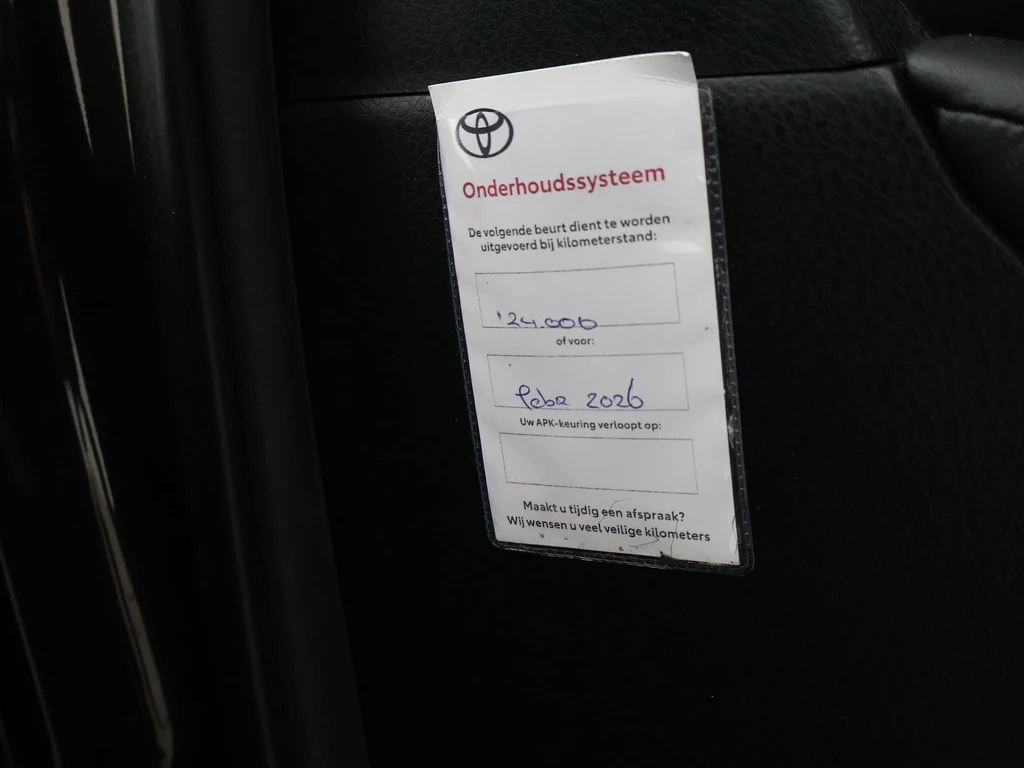 Onderhoudssysteem
De volgende beurt dient te worden
uitgevoerd bij kilometerstand:
'24.000
of voor:
febr 2026
Uw APK-keuring verloopt op:
Maakt u tijdig een afspraak?
Wij wensen u veel veilige kilometers